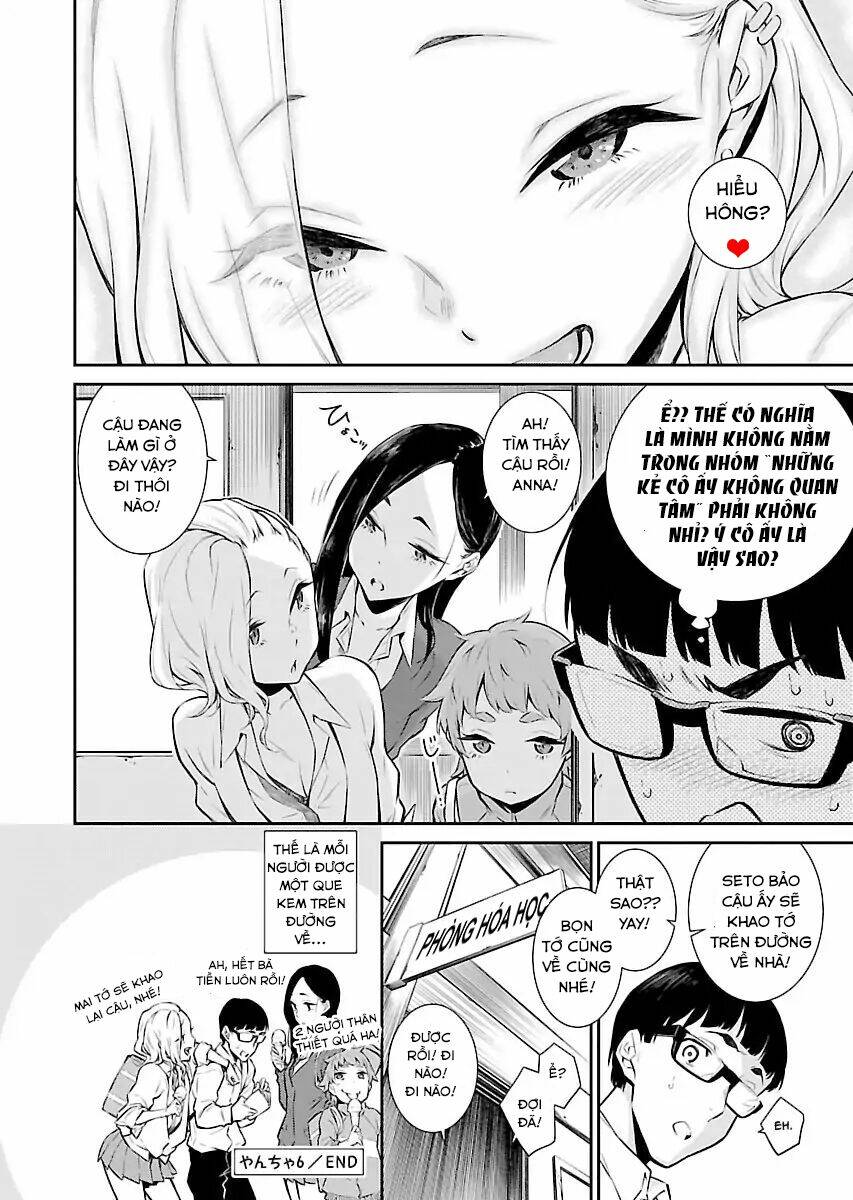 HIỂU
HÔNG?
Ể?? THẾ CÓ NGHĨA
LÀ MÌNH KHÔNG NẰM
TRONG NHÓM "NHỮNG
KẺ CÔ ẤY KHÔNG QUAN
TÂM" PHẢI KHÔNG
NHỈ? Ý CÔ ẤY LÀ
VẬY SAO?
AH!
TÌM THẤY
CẬU RỒI!
ANNA!
ひょこっ
CẬU ĐANG
LÀM GÌ Ở
ĐÂY VẬY?
ĐI THÔI
NÀO!
SETO BẢO
CẬU ẤY SẼ
KHAO TỚ
TRÊN ĐƯỜNG
VỀ NHÀ!
THẬT
SAO??
YAY!
BỌN
TỚ CŨNG
VỀ CÙNG
NHÉ!
EH.
PHÒNG HÓA HỌC
ĐƯỢC
RỒI! ĐI
NÀO!
ĐI NÀO!
Ể?
ĐỢI
ĐÃ!
THẾ LÀ MỖI
NGƯỜI ĐƯỢC
MỘT QUE
KEM TRÊN
ĐƯỜNG
VỀ...
AH, HẾT BÀ
TIỀN LUÔN RỒI!
MAI TỚ SẼ KHAO
LẠI CẬU, NHÉ!
2 NGƯỜI THÂN
THIẾT QUÁ HA!
やんちゃ6/END